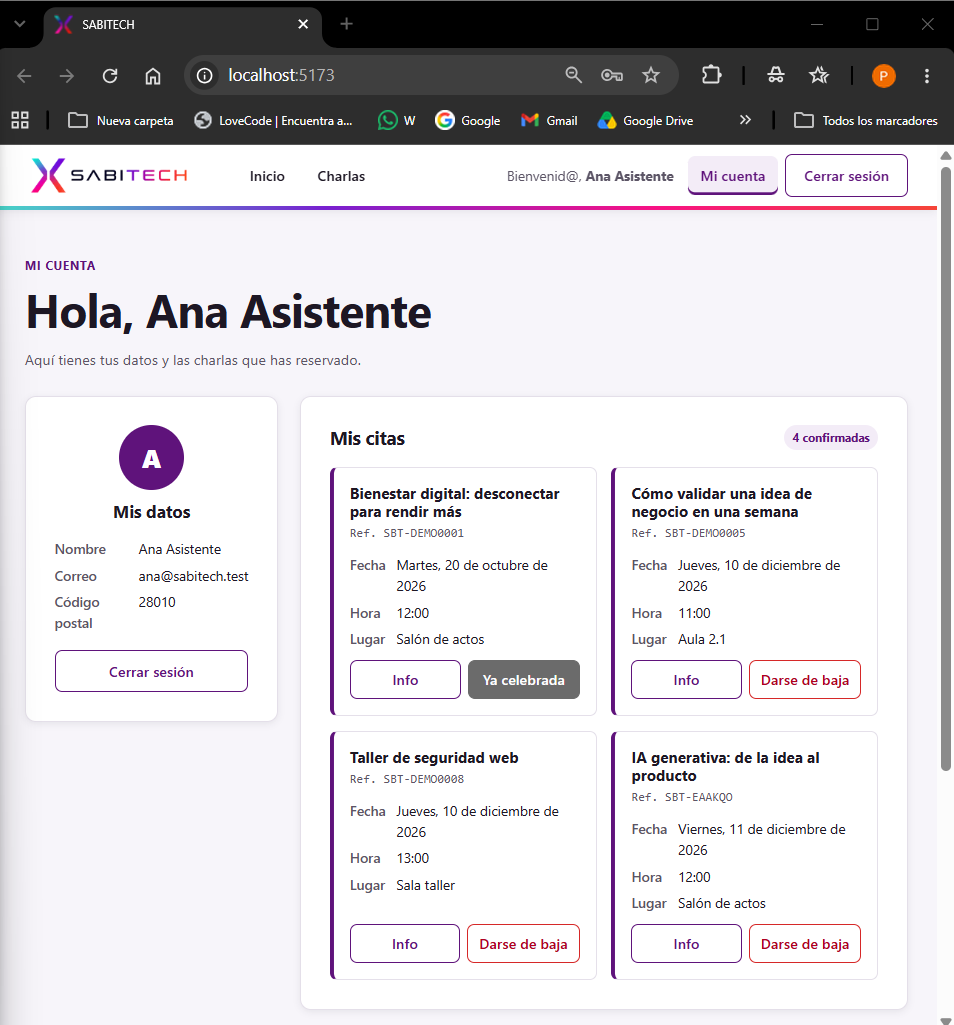 SABITECH
localhost:5173
P
Nueva carpeta
LoveCode | Encuentra a...
W
Google
Gmail
Google Drive
Todos los marcadores
SABITECH
Inicio
Charlas
Bienvenid@, Ana Asistente
Mi cuenta
Cerrar sesión
MI CUENTA
Hola, Ana Asistente
Aquí tienes tus datos y las charlas que has reservado.
A
Mis datos
Nombre Ana Asistente
Correo ana@sabitech.test
Código 28010
postal
Cerrar sesión
Mis citas
4 confirmadas
Bienestar digital: desconectar
para rendir más
Ref. SBT-DEMO0001
Fecha Martes, 20 de octubre de
2026
Hora 12:00
Lugar Salón de actos
Info
Ya celebrada
Cómo validar una idea de
negocio en una semana
Ref. SBT-DEMO0005
Fecha Jueves, 10 de diciembre de
2026
Hora 11:00
Lugar Aula 2.1
Info
Darse de baja
Taller de seguridad web
Ref. SBT-DEMO0008
Fecha Jueves, 10 de diciembre de
2026
Hora 13:00
Lugar Sala taller
Info
Darse de baja
IA generativa: de la idea al
producto
Ref. SBT-EAAKQO
Fecha Viernes, 11 de diciembre de
2026
Hora 12:00
Lugar Salón de actos
Info
Darse de baja